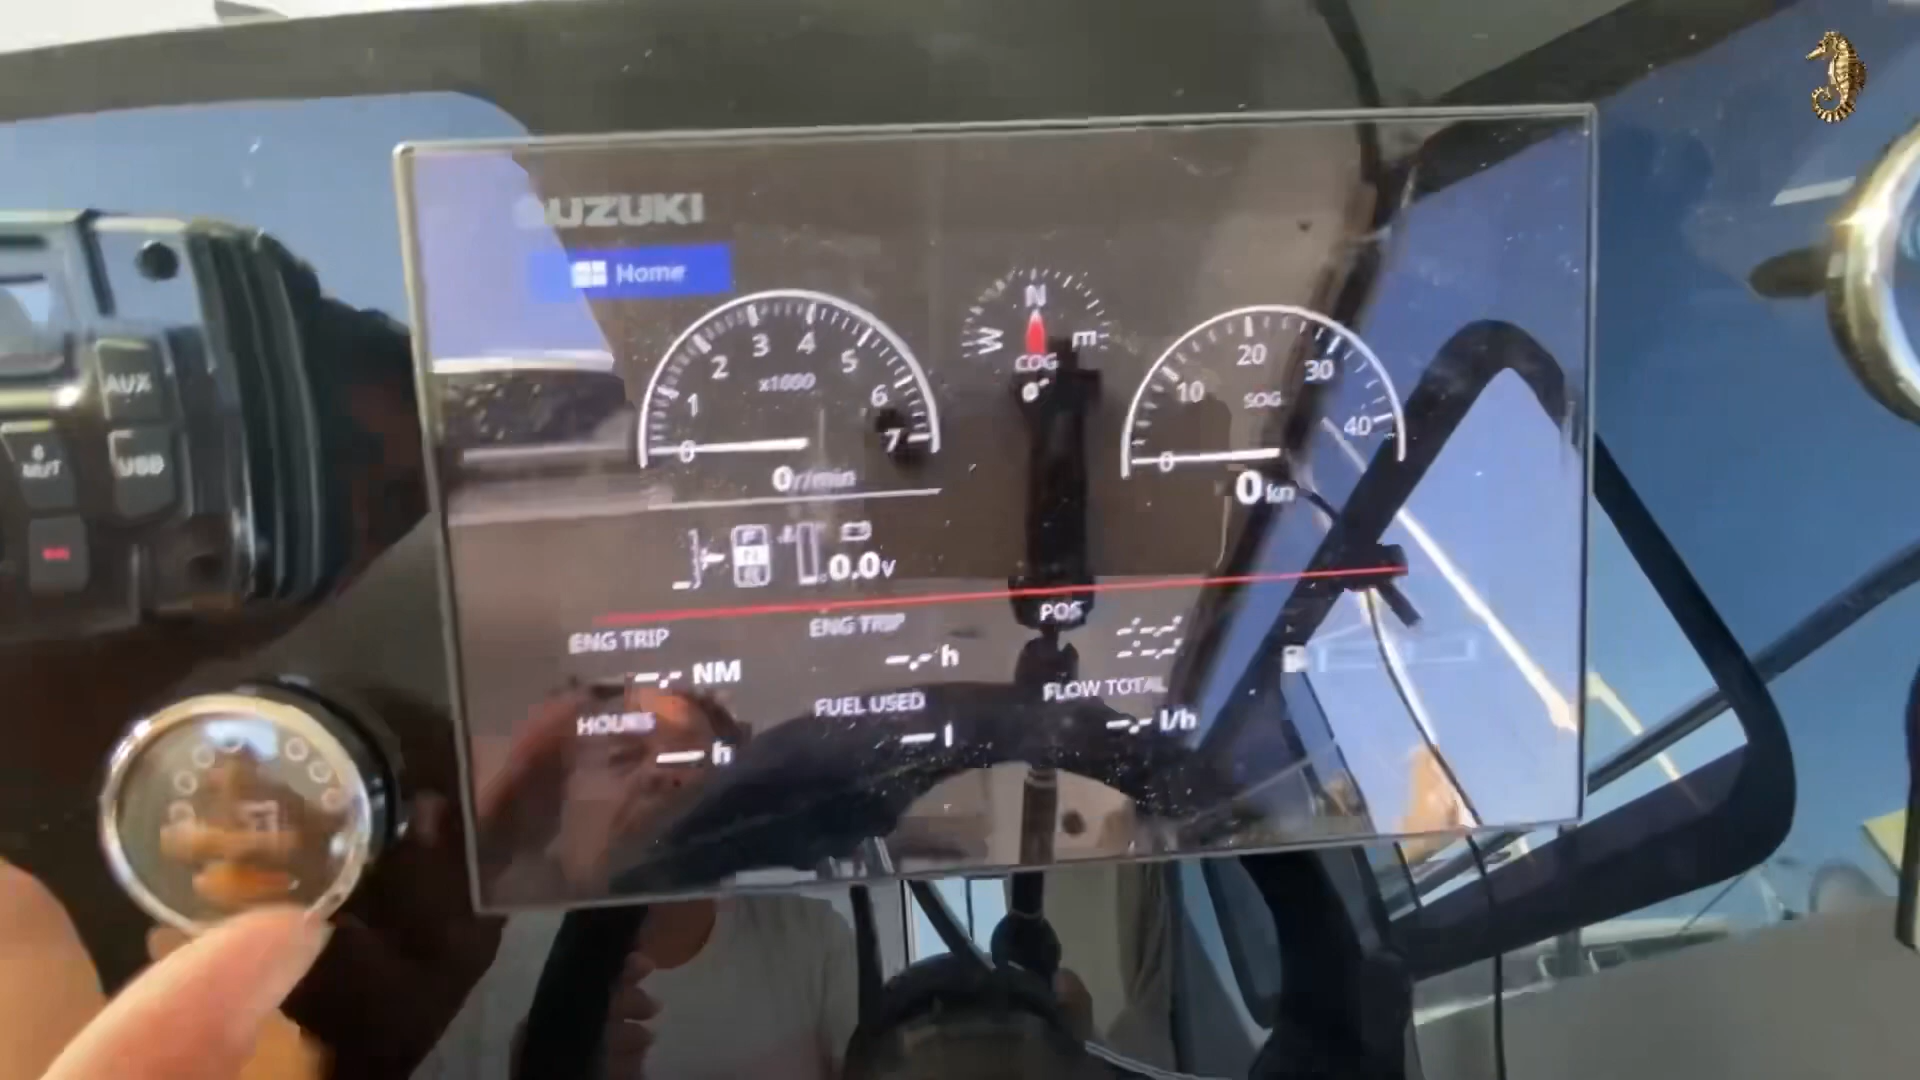 SUZUKI
Home
0 1 2 3 4 5 6 7
x1000
0 r/min
N
W E
COG
0°
0 10 20 30 40
SOG
0 kn
F
N
R
0.0 V
ENG TRIP
-.- NM
ENG TRIP
-.- h
POS
--:--.--
--:--.--
HOURS
— h
FUEL USED
— l
FLOW TOTAL
-.- l/h
AUX
MUT
USB